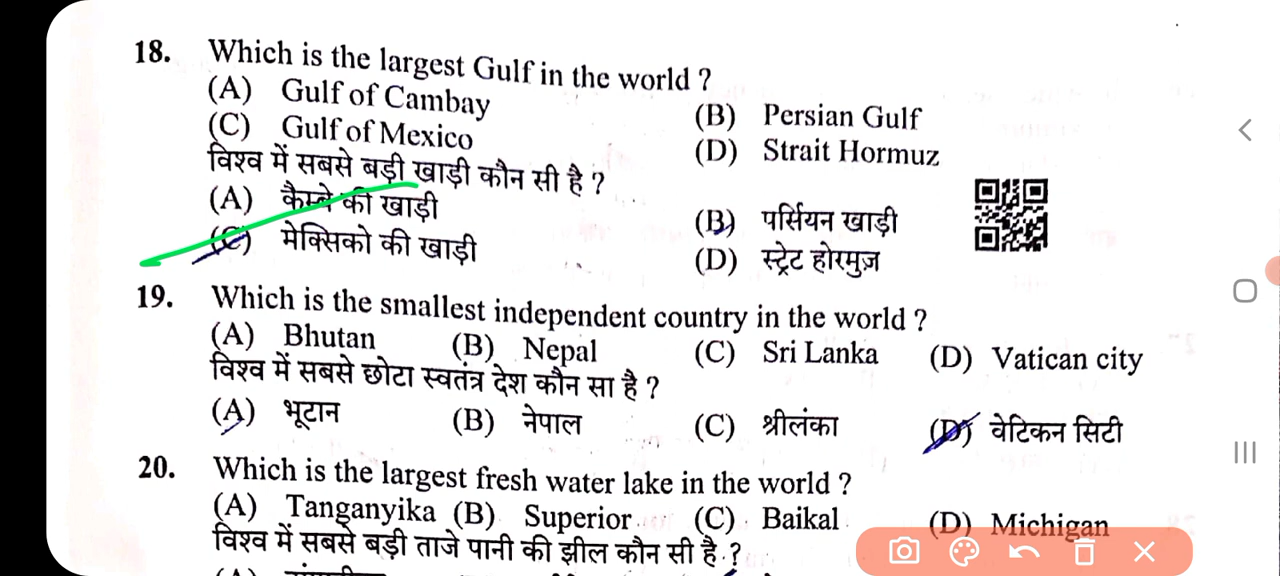 18. Which is the largest Gulf in the world ?
(A) Gulf of Cambay (B) Persian Gulf
(C) Gulf of Mexico (D) Strait Hormuz
विश्व में सबसे बड़ी खाड़ी कौन सी है ?
(A) कैम्बे की खाड़ी (B) पर्सियन खाड़ी
(C) मेक्सिको की खाड़ी (D) स्ट्रेट होरमुज़
19. Which is the smallest independent country in the world ?
(A) Bhutan (B) Nepal (C) Sri Lanka (D) Vatican city
विश्व में सबसे छोटा स्वतंत्र देश कौन सा है ?
(A) भूटान (B) नेपाल (C) श्रीलंका (D) वेटिकन सिटी
20. Which is the largest fresh water lake in the world ?
(A) Tanganyika (B) Superior (C) Baikal (D) Michigan
विश्व में सबसे बड़ी ताजे पानी की झील कौन सी है ?